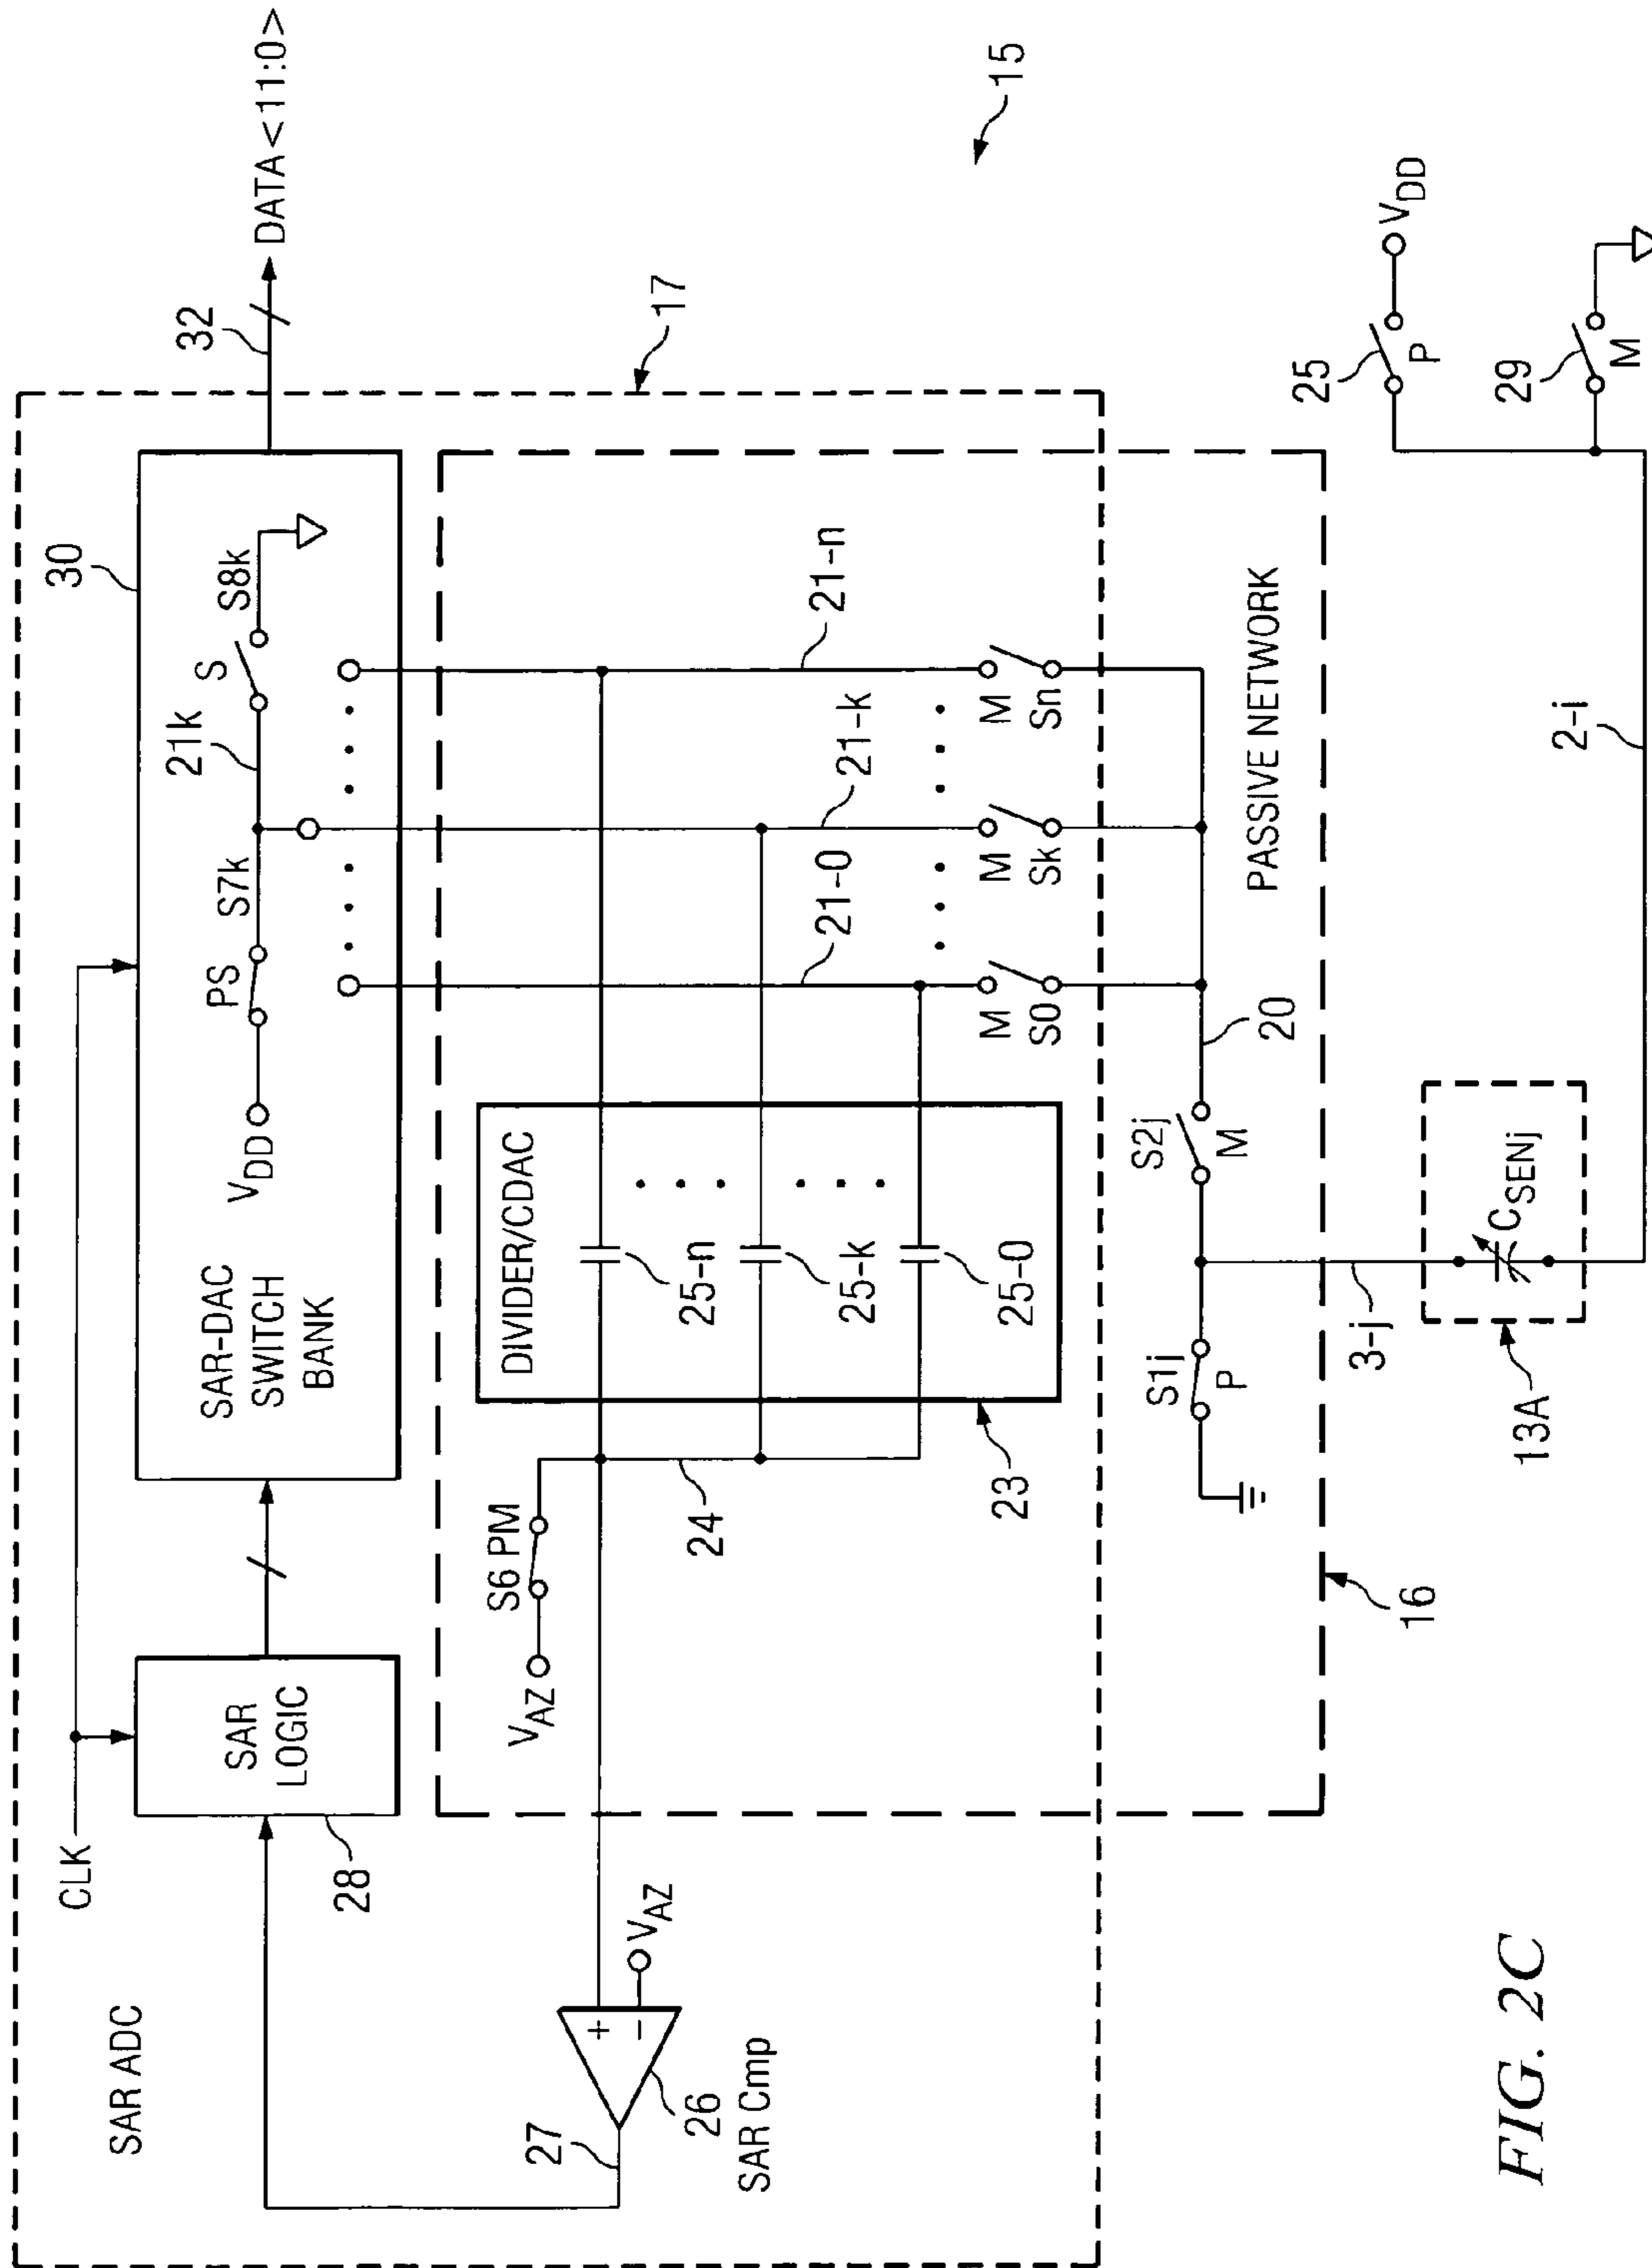 SAR ADC
CLK
SAR
LOGIC
28
SAR-DAC
SWITCH
BANK
30
VDD
PS
S7k
21k
S
S8k
32
DATA<11:0>
17
15
27
26
SAR Cmp
+
−
VAZ
VAZ
S6 PM
24
DIVIDER/CDAC
25-n
25-k
25-0
23
21-0
21-k
21-n
M
S0
M
Sk
M
Sn
S1j
P
S2j
M
20
PASSIVE NETWORK
16
3-j
CSENj
13A
2-i
25
P
VDD
29
M
FIG. 2C